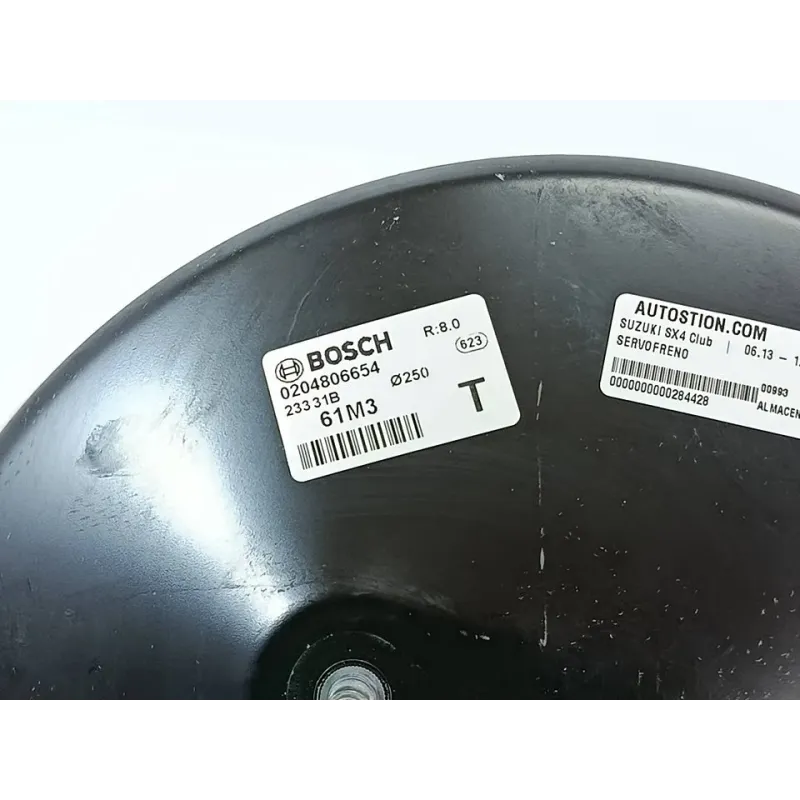 BOSCH
R:8.0
0204806654
623
23331B
Ø250
61M3
T
AUTOSTION.COM
SUZUKI SX4 Club | 06.13 -
SERVOFRENO
00993
0000000000284428
ALMACEN